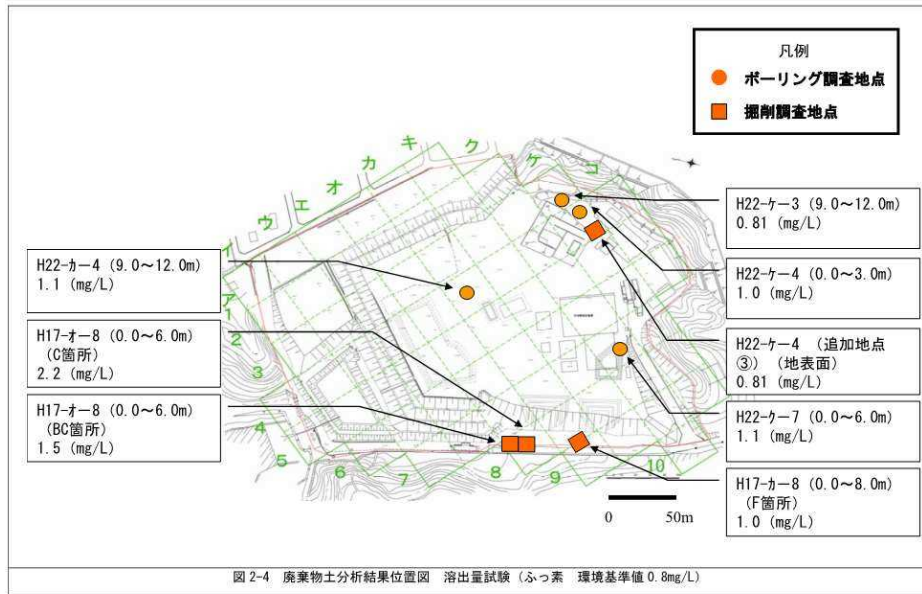 凡例
ボーリング調査地点
掘削調査地点
ア
イ
ウ
エ
オ
カ
キ
ク
ケ
コ
1
2
3
4
5
6
7
8
9
10
H22-カー4 (9.0～12.0m)
1.1 (mg/L)
H17-オー8 (0.0～6.0m)
(C箇所)
2.2 (mg/L)
H17-オー8 (0.0～6.0m)
(BC箇所)
1.5 (mg/L)
H22-ケー3 (9.0～12.0m)
0.81 (mg/L)
H22-ケー4 (0.0～3.0m)
1.0 (mg/L)
H22-ケー4 (追加地点
③) (地表面)
0.81 (mg/L)
H22-ケー7 (0.0～6.0m)
1.1 (mg/L)
H17-カー8 (0.0～8.0m)
(F箇所)
1.0 (mg/L)
0 50m
図 2-4 廃棄物土分析結果位置図 溶出量試験（ふっ素 環境基準値 0.8mg/L）